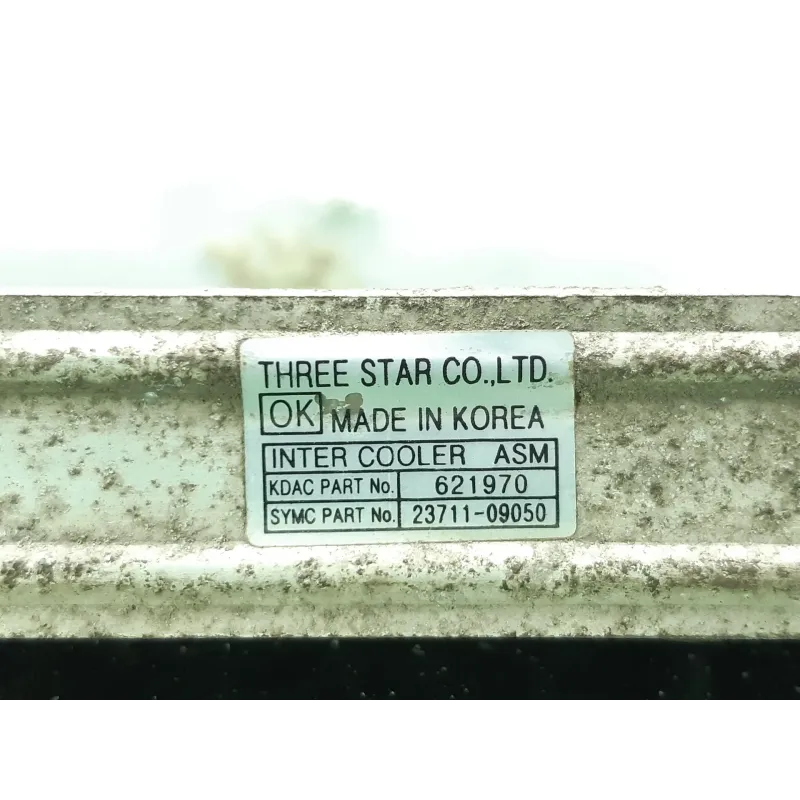 THREE STAR CO.,LTD.
OK MADE IN KOREA
INTER COOLER ASM
KDAC PART No. 621970
SYMC PART No. 23711-09050